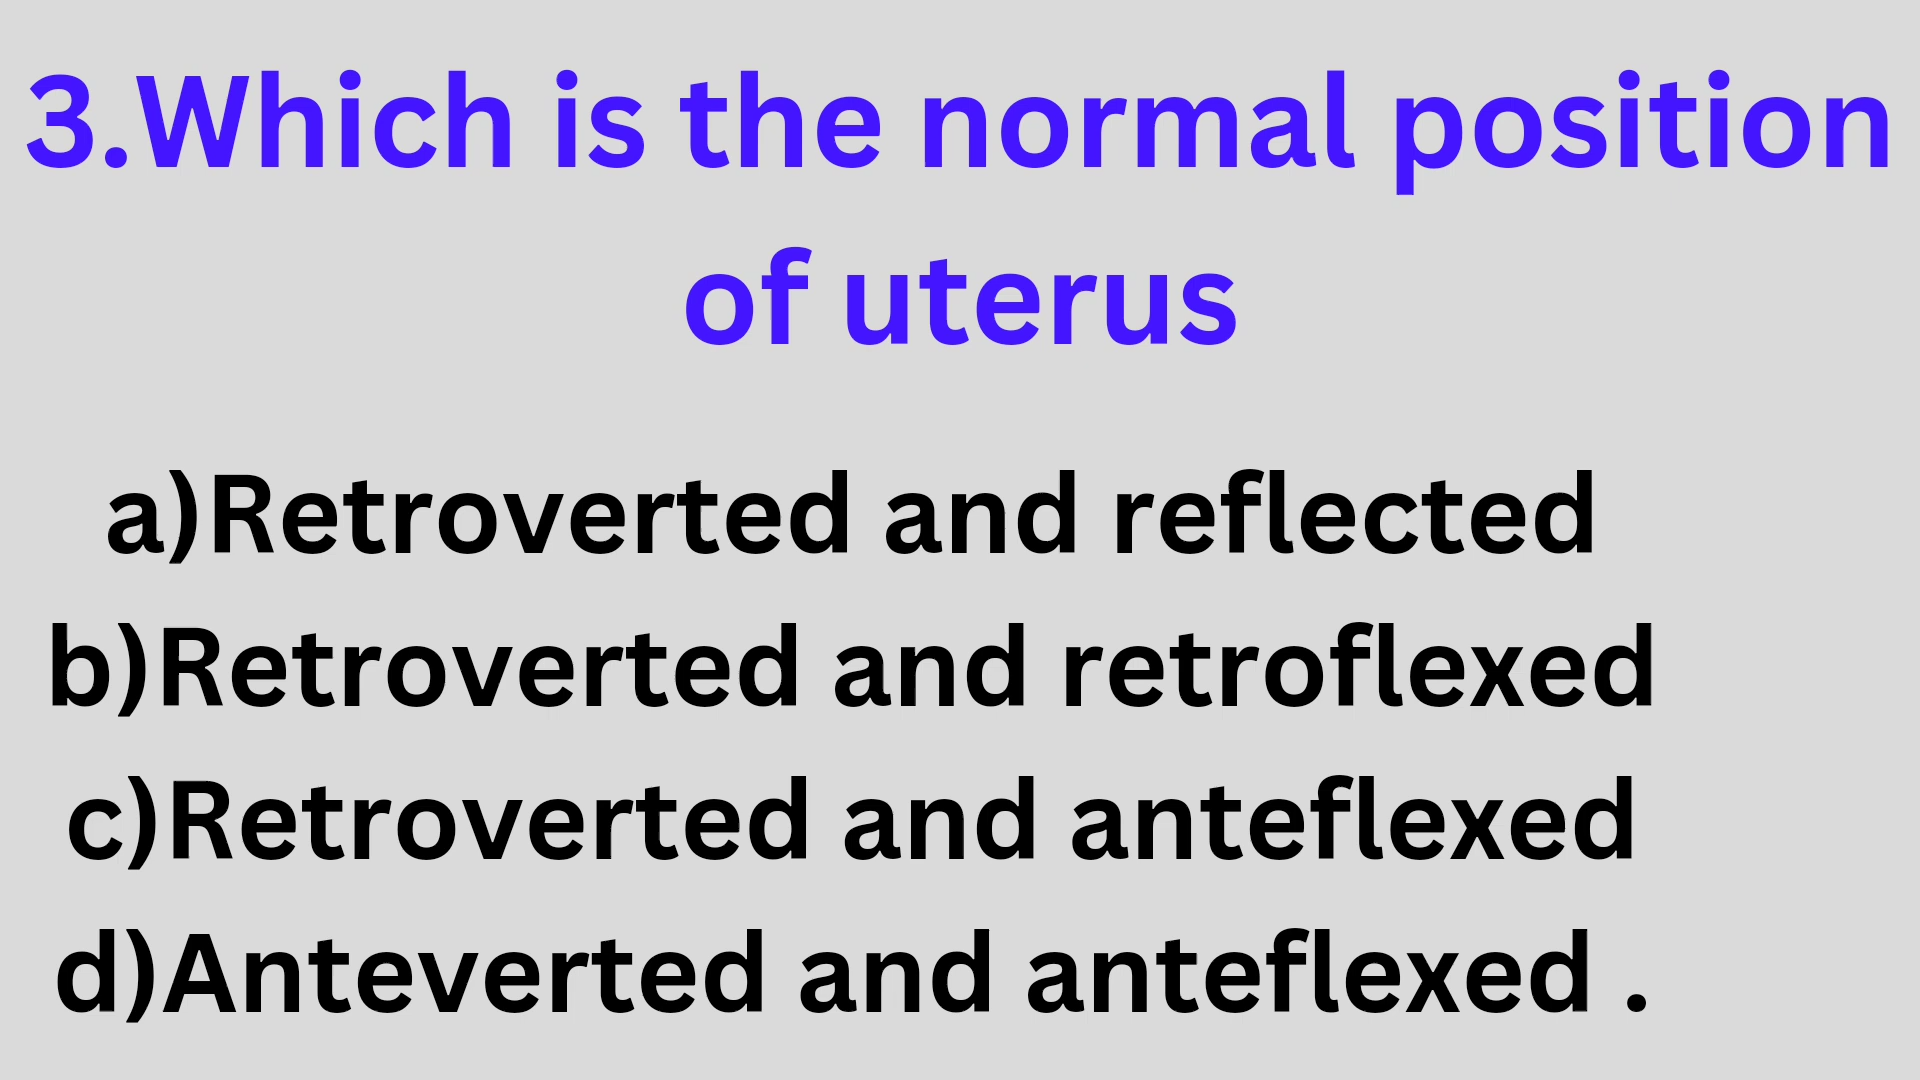 3.Which is the normal position
of uterus
a)Retroverted and reflected
b)Retroverted and retroflexed
c)Retroverted and anteflexed
d)Anteverted and anteflexed .